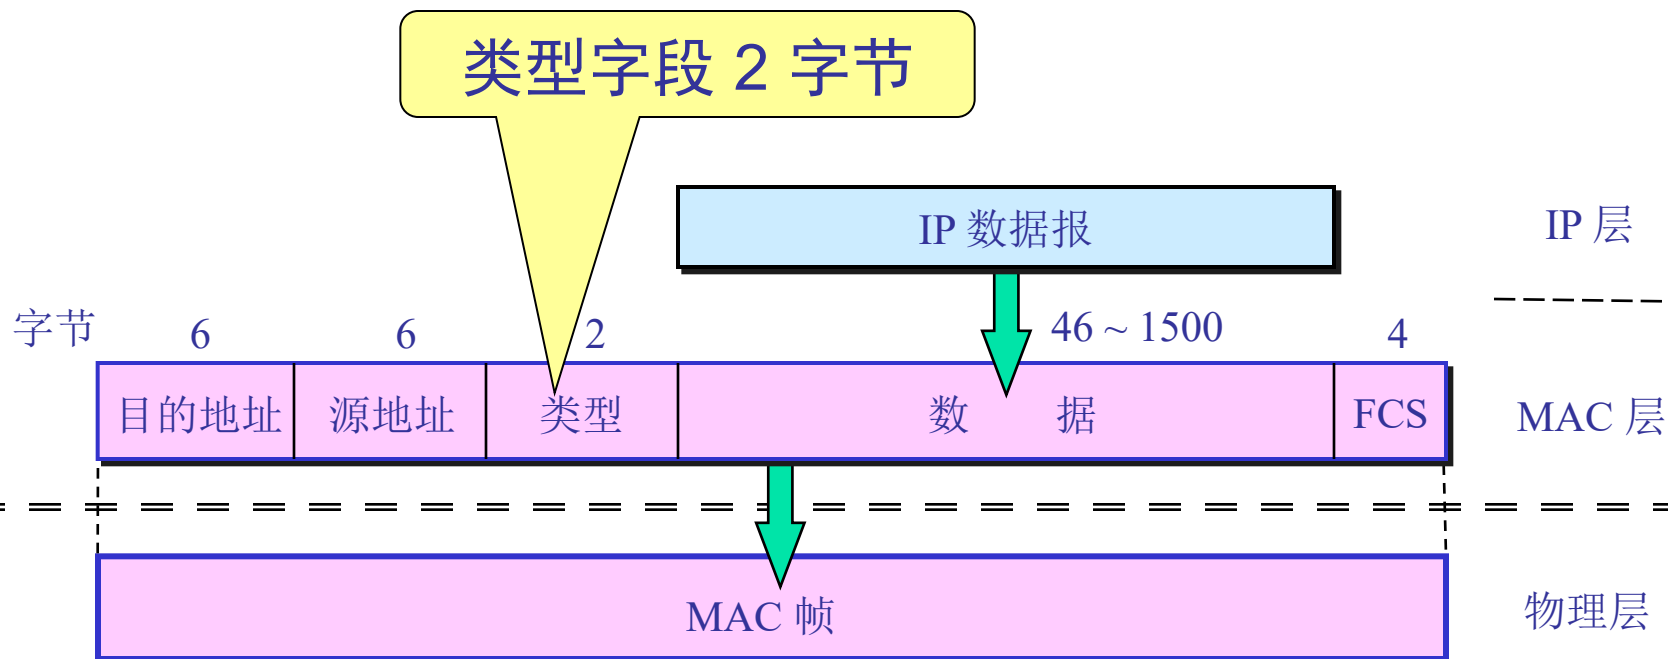 类型字段 2 字节
IP 数据报
IP 层
字节
6
6
2
46 ~ 1500
4
目的地址
源地址
类型
数 据
FCS
MAC 层
MAC 帧
物理层